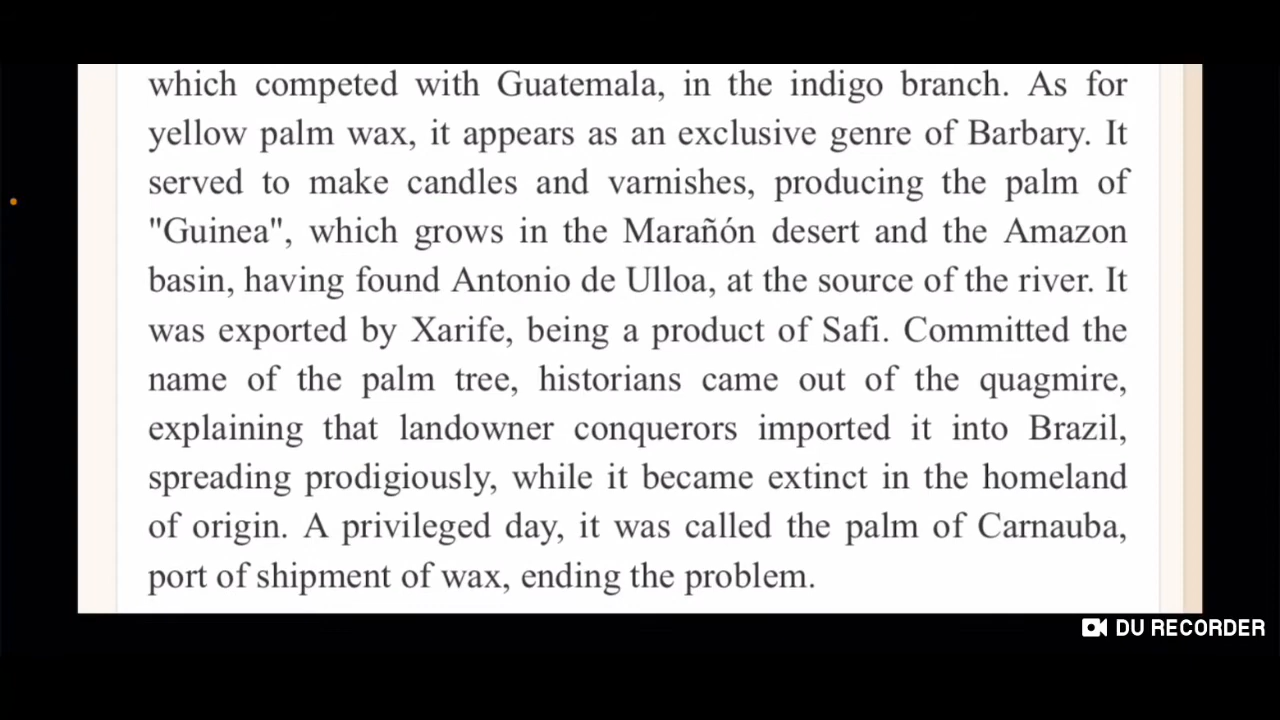 which competed with Guatemala, in the indigo branch. As for
yellow palm wax, it appears as an exclusive genre of Barbary. It
served to make candles and varnishes, producing the palm of
"Guinea", which grows in the Marañón desert and the Amazon
basin, having found Antonio de Ulloa, at the source of the river. It
was exported by Xarife, being a product of Safi. Committed the
name of the palm tree, historians came out of the quagmire,
explaining that landowner conquerors imported it into Brazil,
spreading prodigiously, while it became extinct in the homeland
of origin. A privileged day, it was called the palm of Carnauba,
port of shipment of wax, ending the problem.
DU RECORDER